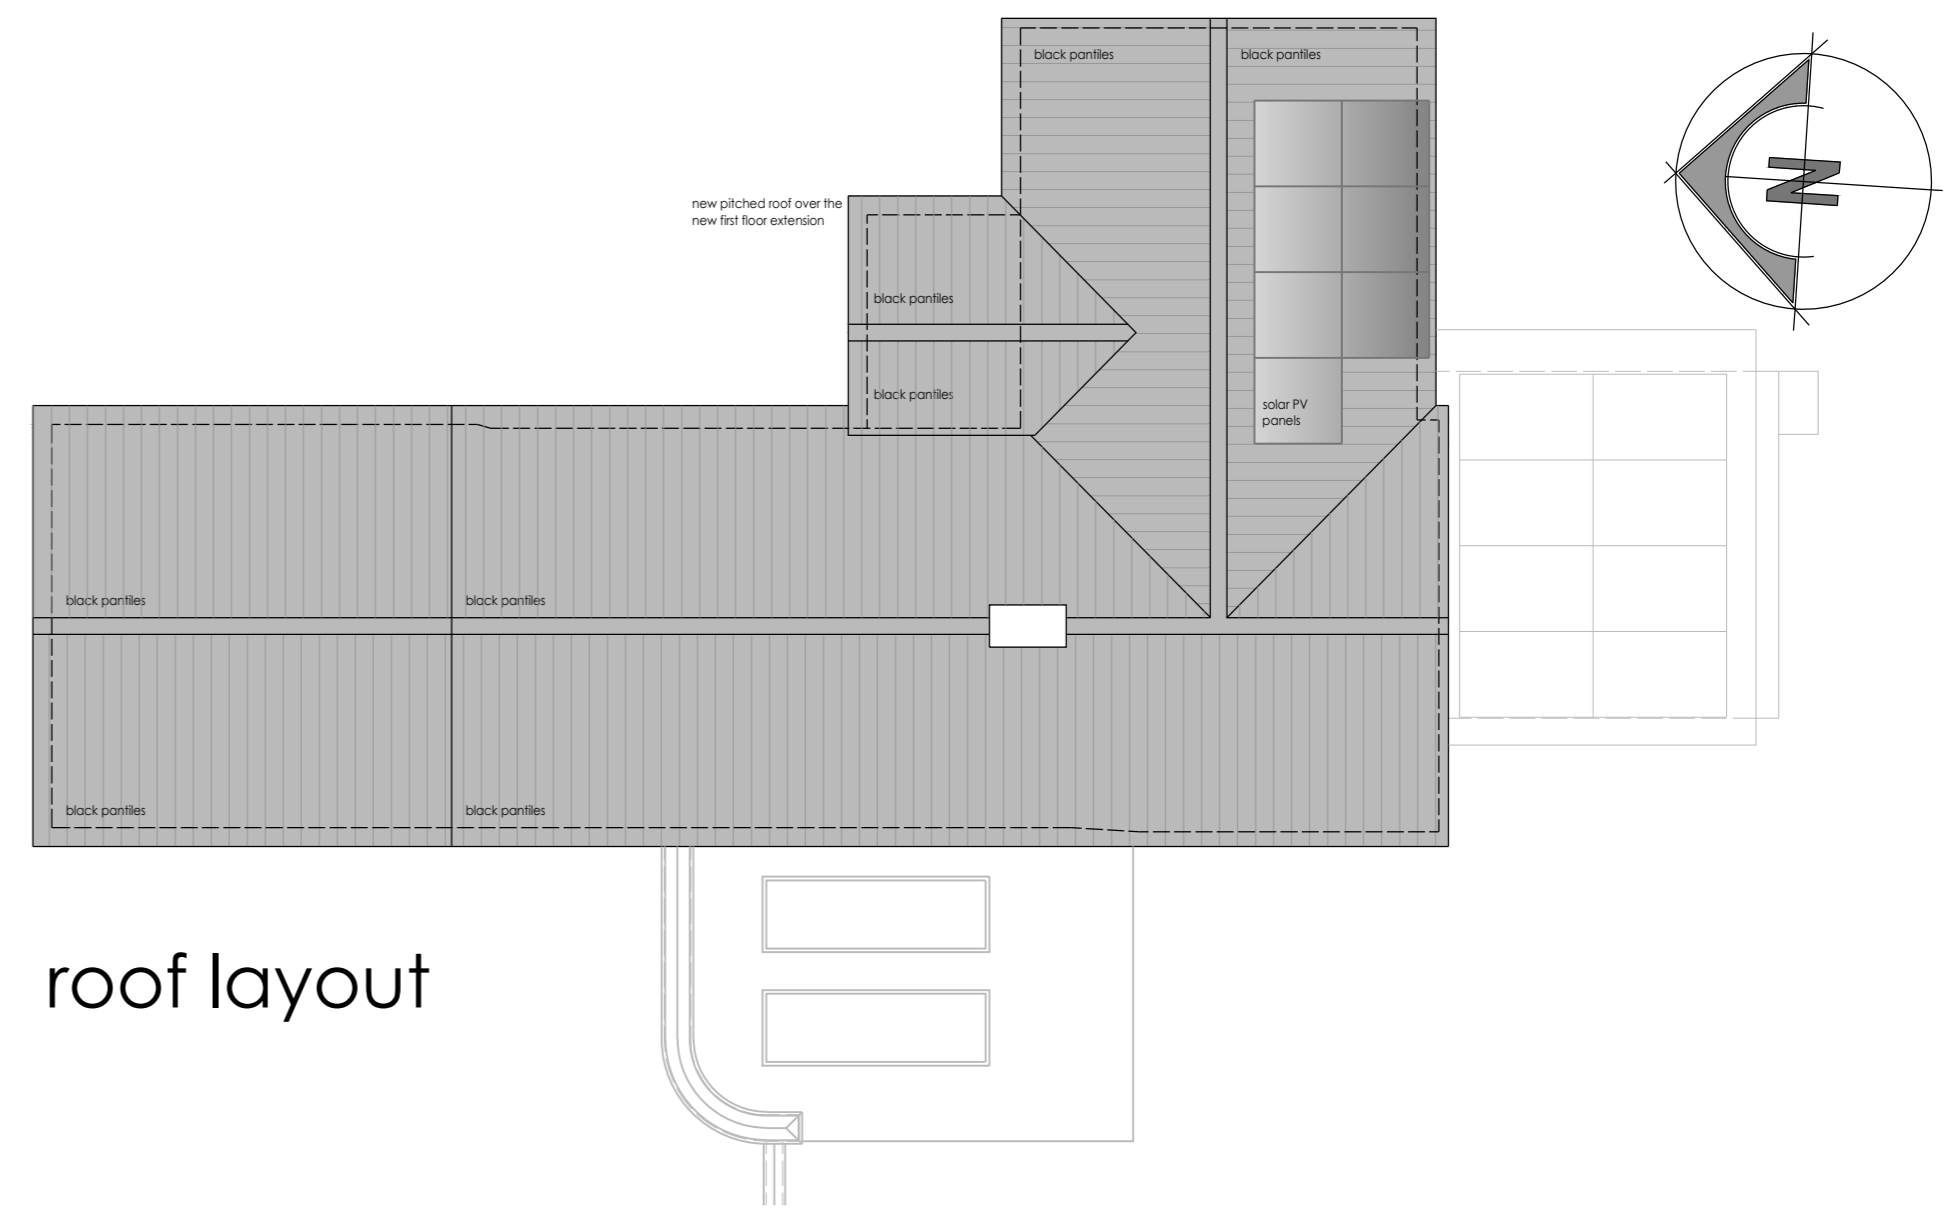 black pantiles
black pantiles
new pitched roof over the
new first floor extension
black pantiles
black pantiles
solar PV
panels
N
black pantiles
black pantiles
black pantiles
black pantiles
roof layout